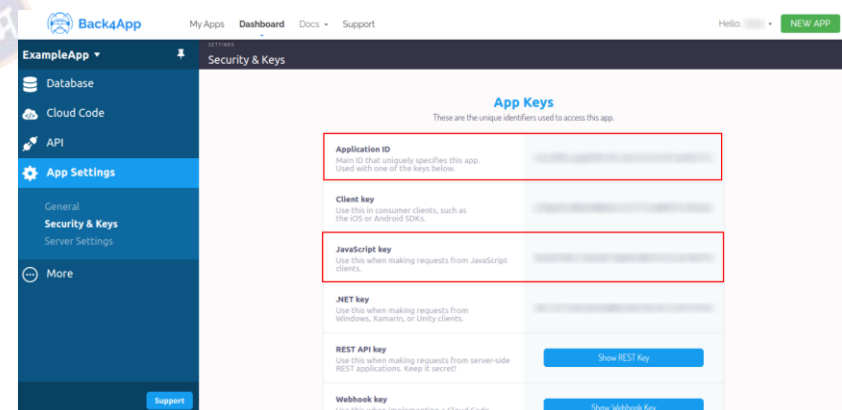 Back4App
My Apps Dashboard Docs Support
Hello,
NEW APP
ExampleApp
SETTINGS
Security & Keys
Database
Cloud Code
API
App Settings
General
Security & Keys
Server Settings
More
Support
App Keys
These are the unique identifiers used to access this app.
Application ID
Main ID that uniquely specifies this app.
Used with one of the keys below.
Client key
Use this in consumer clients, such as
the iOS or Android SDKs.
JavaScript key
Use this when making requests from JavaScript
clients.
.NET key
Use this when making requests from
Windows, Xamarin, or Unity clients.
REST API key
Use this when making requests from server-side
REST applications. Keep it secret!
Show REST Key
Webhook key
Use this when implementing a Cloud Code
Show Webhook Key